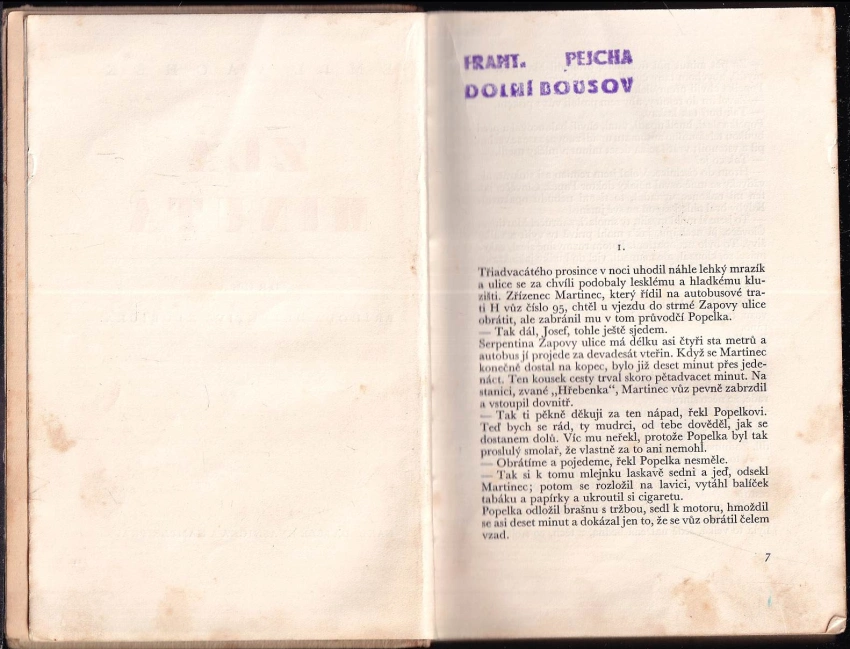 FRANT. PEJCHA
DOLNÍ BOUSOV
I.
Třiadvacátého prosince v noci uhodil náhle lehký mrazík
a ulice se za chvíli podobaly lesklému a hladkému klu-
zišti. Zřízenec Martinec, který řídil na autobusové tra-
ti H vůz číslo 95, chtěl u vjezdu do strmé Zapovy ulice
obrátit, ale zabránil mu v tom průvodčí Popelka.
— Tak dál, Josef, tohle ještě sjedem.
Serpentina Zapovy ulice má délku asi čtyři sta metrů a
autobus jí projede za devadesát vteřin. Když se Martinec
konečně dostal na kopec, bylo již deset minut přes jede-
náct. Ten kousek cesty trval skoro pětadvacet minut. Na
stanici, zvané „Hřebenka“, Martinec vůz pevně zabrzdil
a vstoupil dovnitř.
— Tak ti pěkně děkuji za ten nápad, řekl Popelkovi.
Teď bych se rád, ty mudrci, od tebe dověděl, jak se
dostanem dolů. Víc mu neřekl, protože Popelka byl tak
proslulý smolař, že vlastně za to ani nemohl.
— Obrátíme a pojedeme, řekl Popelka nesměle.
— Tak si k tomu mlejnku laskavě sedni a jeď, odsekl
Martinec; potom se rozložil na lavici, vytáhl balíček
tabáku a papírky a ukroutil si cigaretu.
Popelka odložil brašnu s tržbou, sedl k motoru, hmoždil
se asi deset minut a dokázal jen to, že se vůz obrátil čelem
vzad.
7